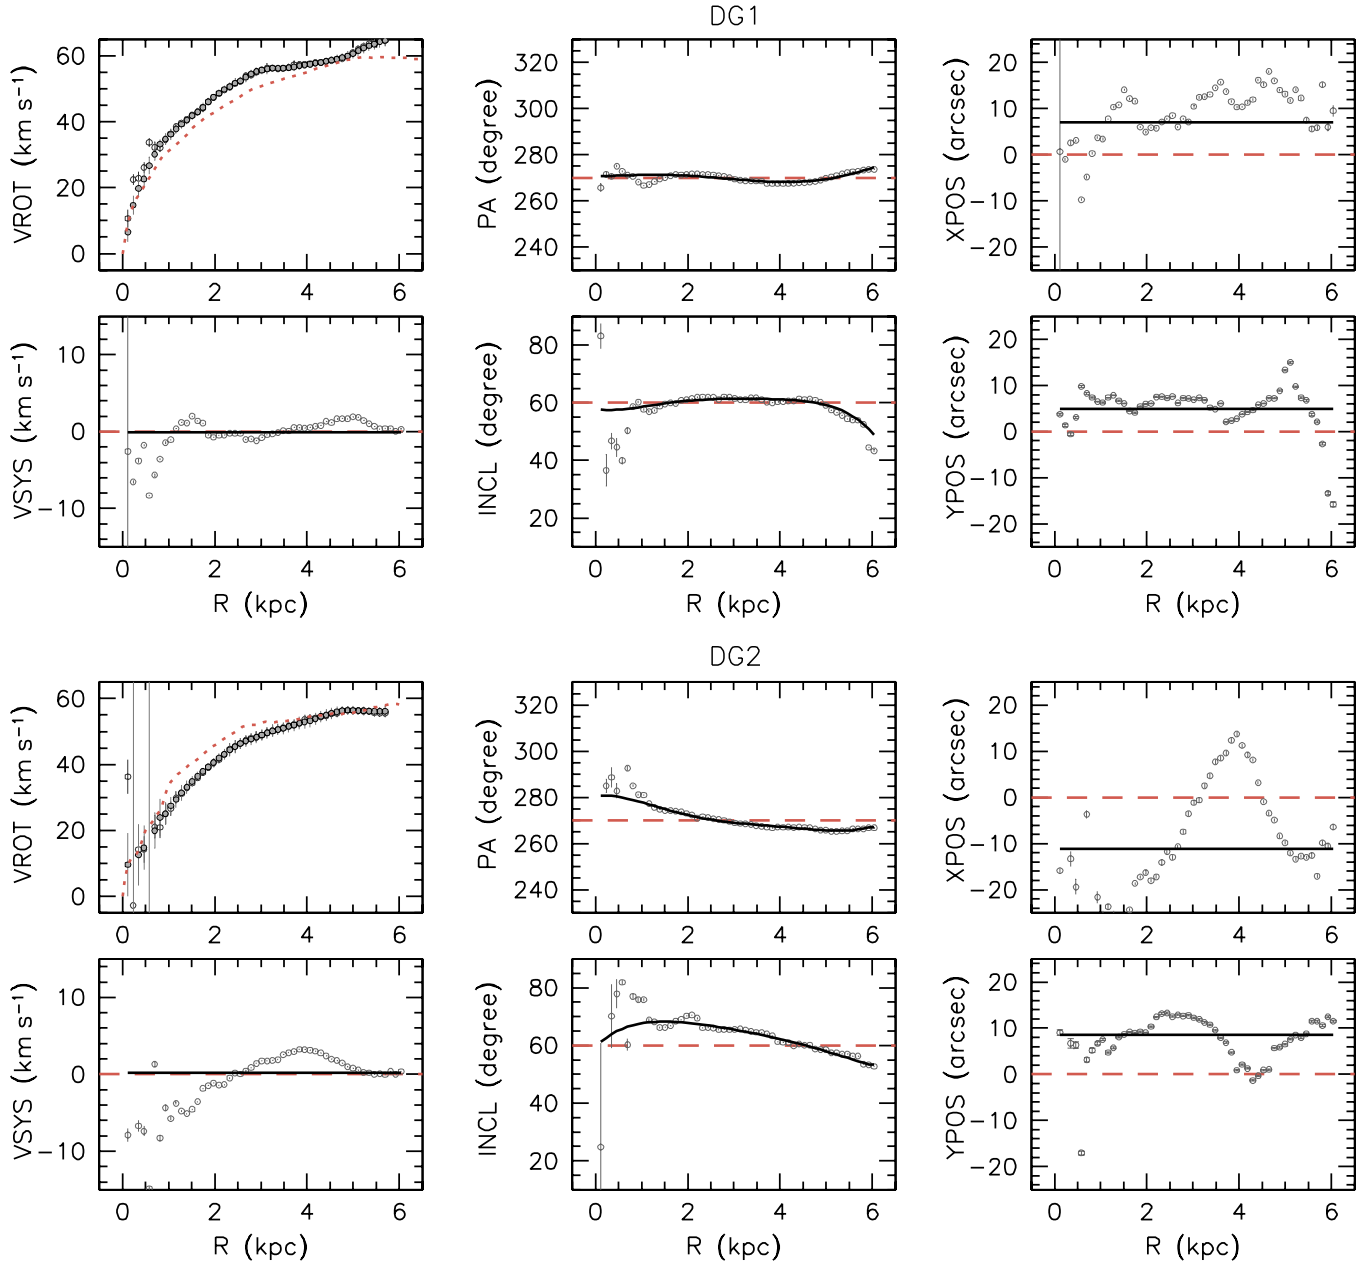 DG1
VROT (km s⁻¹)
60
40
20
0
0 2 4 6
PA (degree)
320
300
280
260
240
0 2 4 6
XPOS (arcsec)
20
10
0
−10
−20
0 2 4 6
VSYS (km s⁻¹)
10
0
−10
0 2 4 6
R (kpc)
INCL (degree)
80
60
40
20
0 2 4 6
R (kpc)
YPOS (arcsec)
20
10
0
−10
−20
0 2 4 6
R (kpc)
DG2
VROT (km s⁻¹)
60
40
20
0
0 2 4 6
PA (degree)
320
300
280
260
240
0 2 4 6
XPOS (arcsec)
20
10
0
−10
−20
0 2 4 6
VSYS (km s⁻¹)
10
0
−10
0 2 4 6
R (kpc)
INCL (degree)
80
60
40
20
0 2 4 6
R (kpc)
YPOS (arcsec)
20
10
0
−10
−20
0 2 4 6
R (kpc)